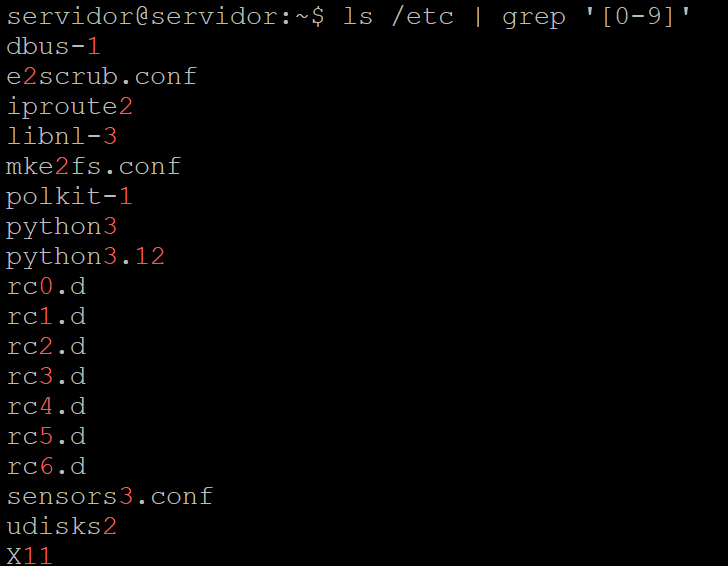 servidor@servidor:~$ ls /etc | grep '[0-9]'
dbus-1
e2scrub.conf
iproute2
libnl-3
mke2fs.conf
polkit-1
python3
python3.12
rc0.d
rc1.d
rc2.d
rc3.d
rc4.d
rc5.d
rc6.d
sensors3.conf
udisks2
X11